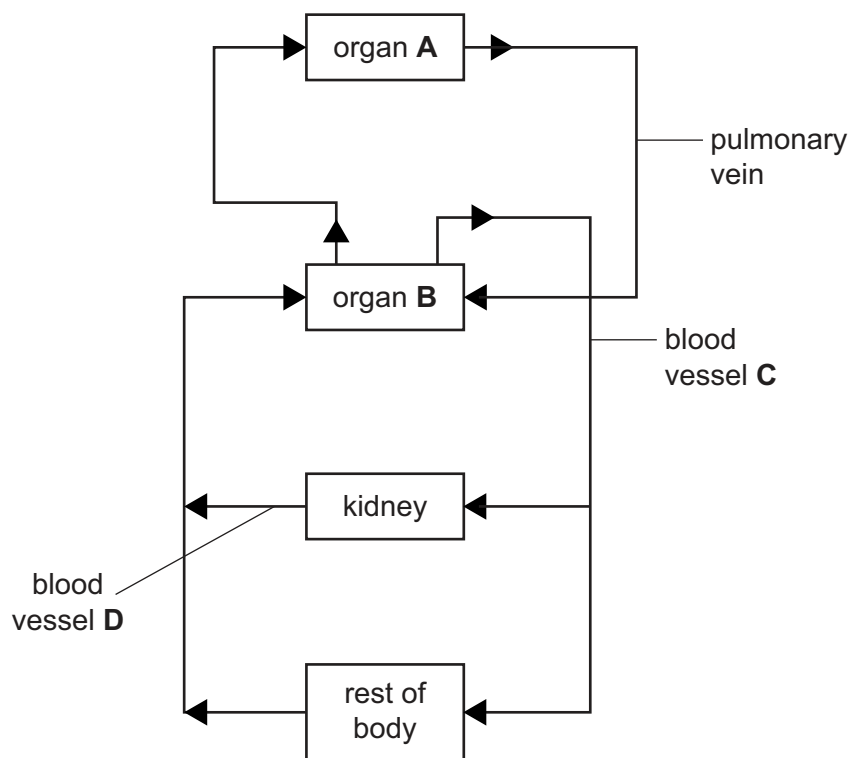 organ A
pulmonary
vein
organ B
blood
vessel C
kidney
blood
vessel D
rest of
body